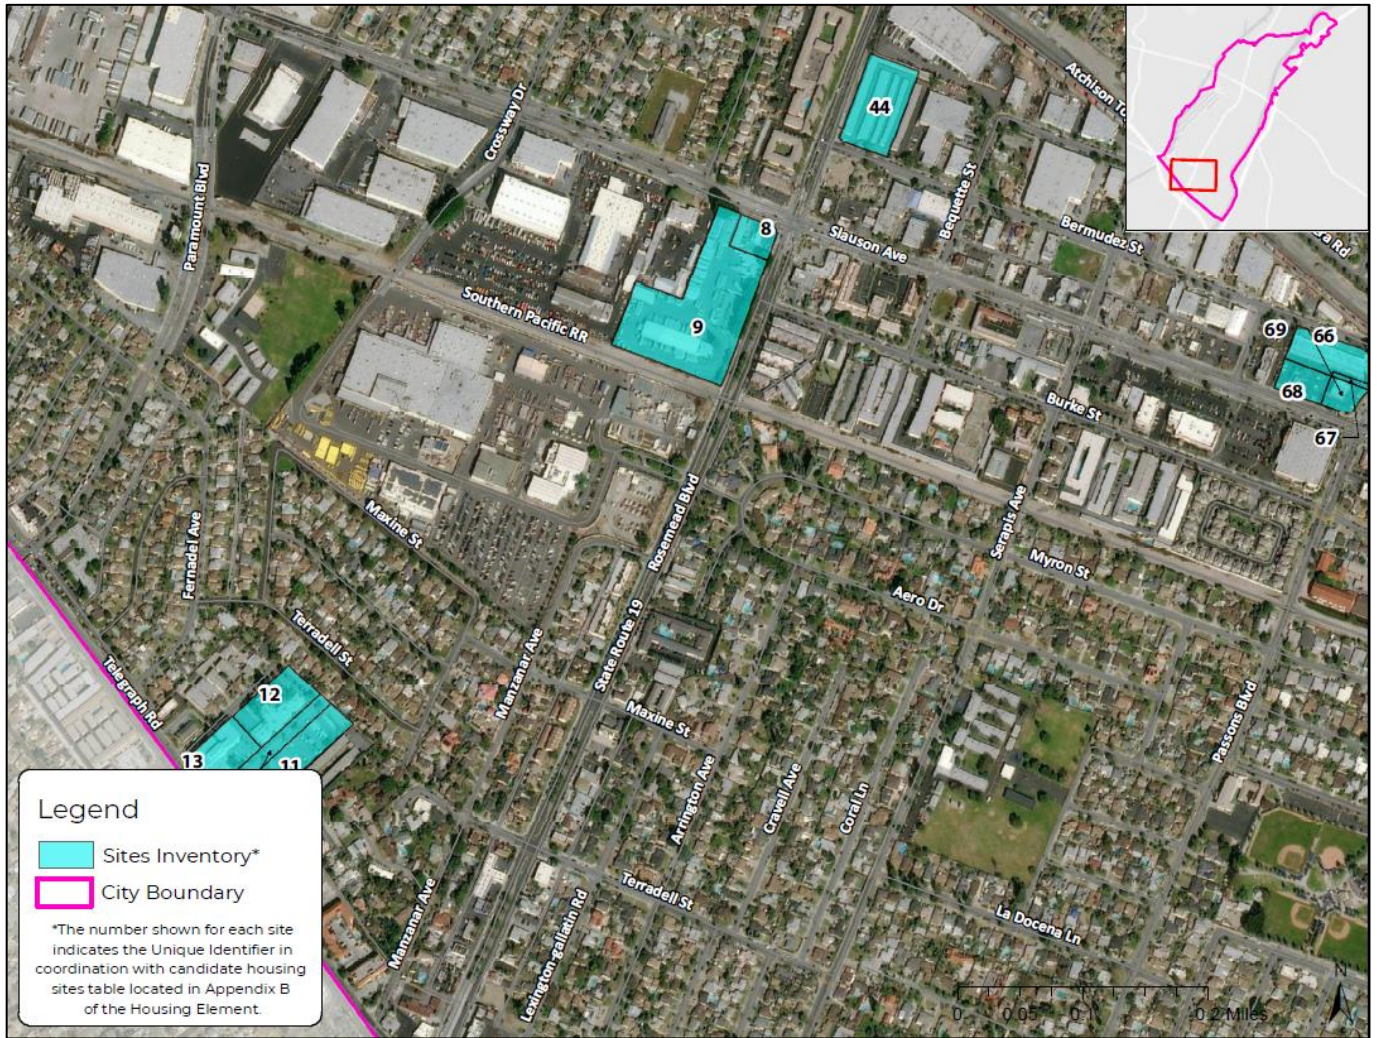 Atchison To
44
Crossway Dr
Paramount Blvd
Bequette St
8
Slauson Ave
Bermudez St
ra Rd
Southern Pacific RR
9
69
66
68
67
Burke St
Rosemead Blvd
Serapis Ave
Maxine St
Myron St
Fernadel Ave
Aero Dr
Terradell St
State Route 19
Manzanar Ave
Telegraph Rd
12
Maxine St
Passons Blvd
13
11
Arrington Ave
Cravell Ave
Coral Ln
Terradell St
Manzanar Ave
Lexington-gallatin Rd
La Docena Ln
Legend
Sites Inventory*
City Boundary
*The number shown for each site
indicates the Unique Identifier in
coordination with candidate housing
sites table located in Appendix B
of the Housing Element.
N
0 0.05 0.1 0.2 Miles